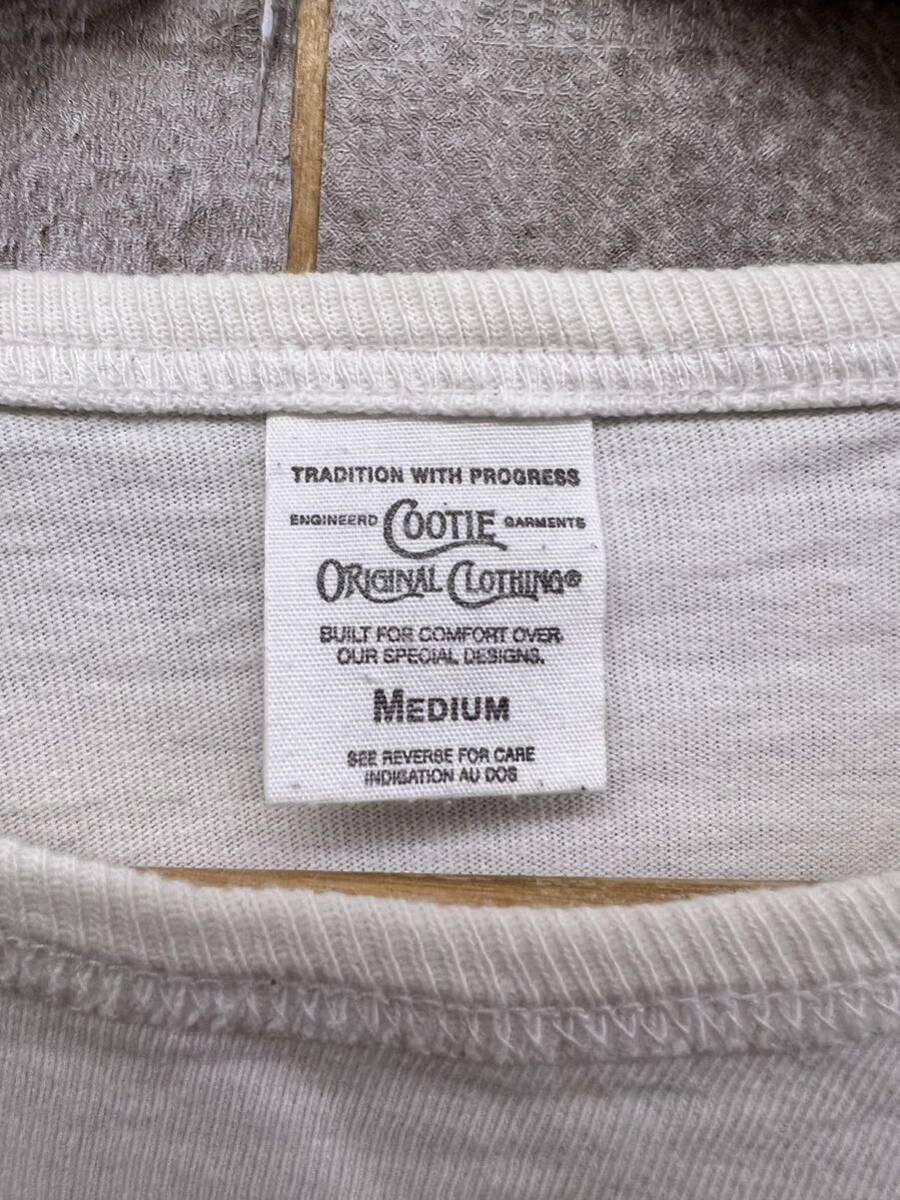 TRADITION WITH PROGRESS
ENGINEERD COOTIE GARMENTS
ORIGINAL CLOTHING®
BUILT FOR COMFORT OVER
OUR SPECIAL DESIGNS.
MEDIUM
SEE REVERSE FOR CARE
INDIGATION AU DOS